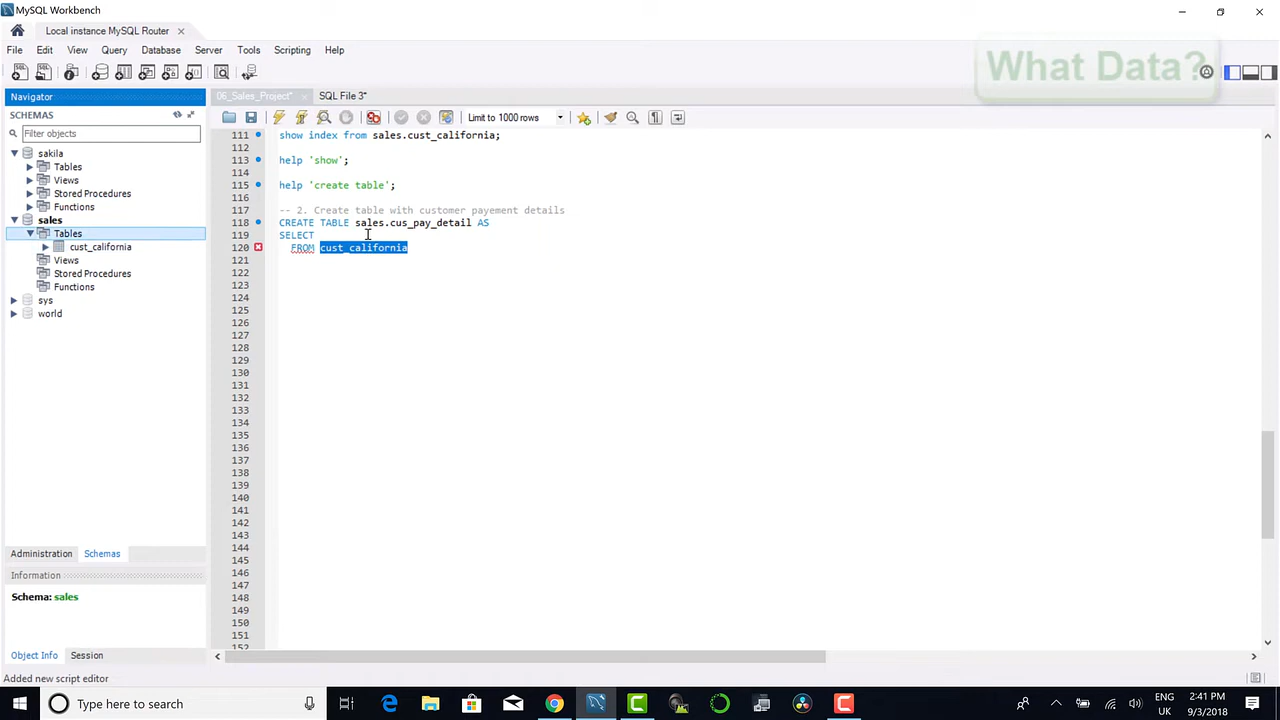 MySQL Workbench
Local instance MySQL Router
File Edit View Query Database Server Tools Scripting Help
What Data?
Navigator
06_Sales_Project* SQL File 3*
SCHEMAS
Limit to 1000 rows
Filter objects
sakila
Tables
Views
Stored Procedures
Functions
sales
Tables
cust_california
Views
Stored Procedures
Functions
sys
world
111 show index from sales.cust_california;
112
113 help 'show';
114
115 help 'create table';
116
117 -- 2. Create table with customer payement details
118 CREATE TABLE sales.cus_pay_detail AS
119 SELECT
120 FROM cust_california
121
122
123
124
125
126
127
128
129
130
131
132
133
134
135
136
137
138
139
140
141
142
143
144
145
146
147
148
149
150
151
152
Administration Schemas
Information
Schema: sales
Object Info Session
Added new script editor
Type here to search
ENG
UK
2:41 PM
9/3/2018